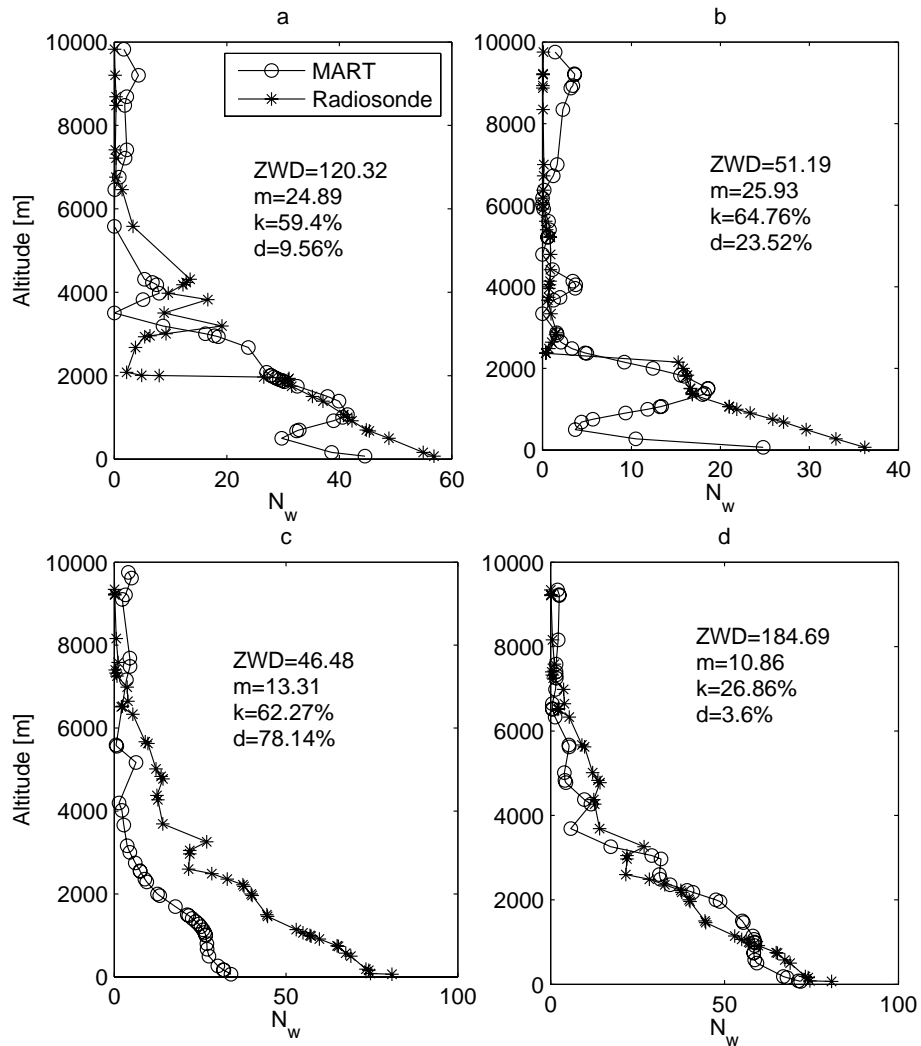 a
10000
8000
6000
4000
2000
0
Altitude [m]
MART
Radiosonde
ZWD=120.32
m=24.89
k=59.4%
d=9.56%
0 20 40 60
N_w
b
10000
8000
6000
4000
2000
0
ZWD=51.19
m=25.93
k=64.76%
d=23.52%
0 10 20 30 40
N_w
c
10000
8000
6000
4000
2000
0
Altitude [m]
ZWD=46.48
m=13.31
k=62.27%
d=78.14%
0 50 100
N_w
d
10000
8000
6000
4000
2000
0
ZWD=184.69
m=10.86
k=26.86%
d=3.6%
0 50 100
N_w